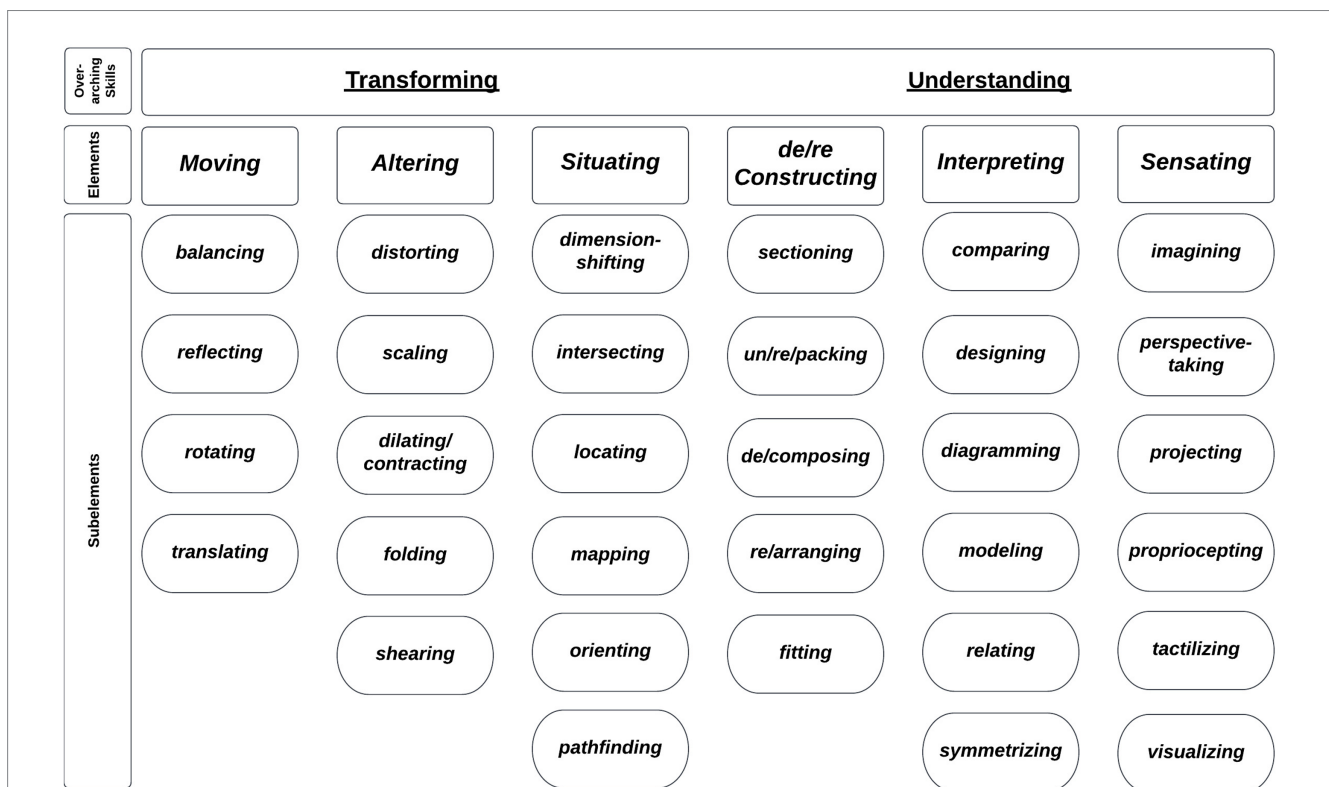 Over-
arching
Skills
Transforming
Understanding
Elements
Moving
Altering
Situating
de/re
Constructing
Interpreting
Sensating
Subelements
balancing
distorting
dimension-
shifting
sectioning
comparing
imagining
reflecting
scaling
intersecting
un/re/packing
designing
perspective-
taking
rotating
dilating/
contracting
locating
de/composing
diagramming
projecting
translating
folding
mapping
re/arranging
modeling
propriocepting
shearing
orienting
fitting
relating
tactilizing
pathfinding
symmetrizing
visualizing